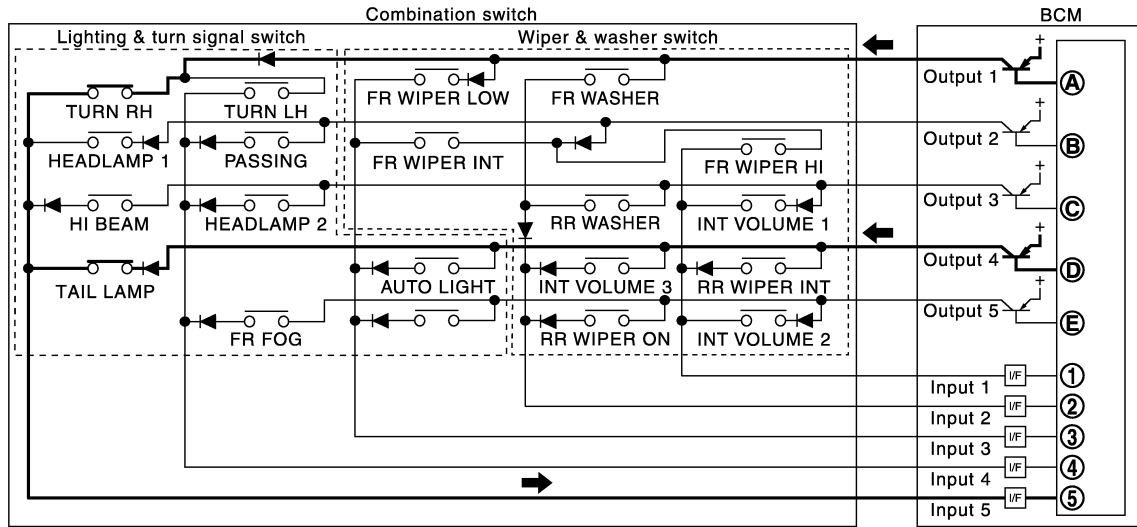 Combination switch
BCM
Lighting & turn signal switch
Wiper & washer switch
+
Output 1
A
TURN RH
TURN LH
FR WIPER LOW
FR WASHER
+
Output 2
B
HEADLAMP 1
PASSING
FR WIPER INT
FR WIPER HI
+
Output 3
C
HI BEAM
HEADLAMP 2
RR WASHER
INT VOLUME 1
+
Output 4
D
TAIL LAMP
AUTO LIGHT
INT VOLUME 3
RR WIPER INT
+
Output 5
E
FR FOG
RR WIPER ON
INT VOLUME 2
Input 1
I/F
1
Input 2
I/F
2
Input 3
I/F
3
Input 4
I/F
4
Input 5
I/F
5